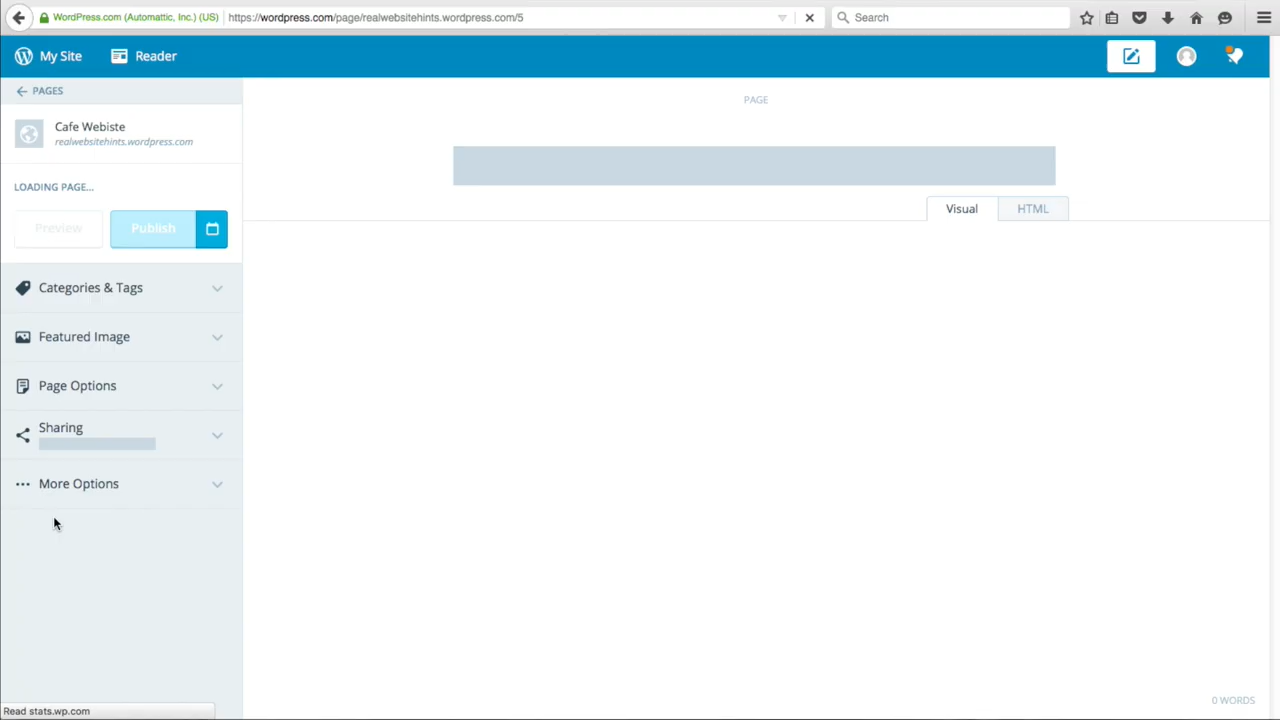 WordPress.com (Automattic, Inc.) (US) https://wordpress.com/page/realwebsitehints.wordpress.com/5 Search
My Site Reader
PAGES
PAGE
Cafe Webiste
realwebsitehints.wordpress.com
LOADING PAGE...
Visual HTML
Preview Publish
Categories & Tags
Featured Image
Page Options
Sharing
More Options
0 WORDS
Read stats.wp.com